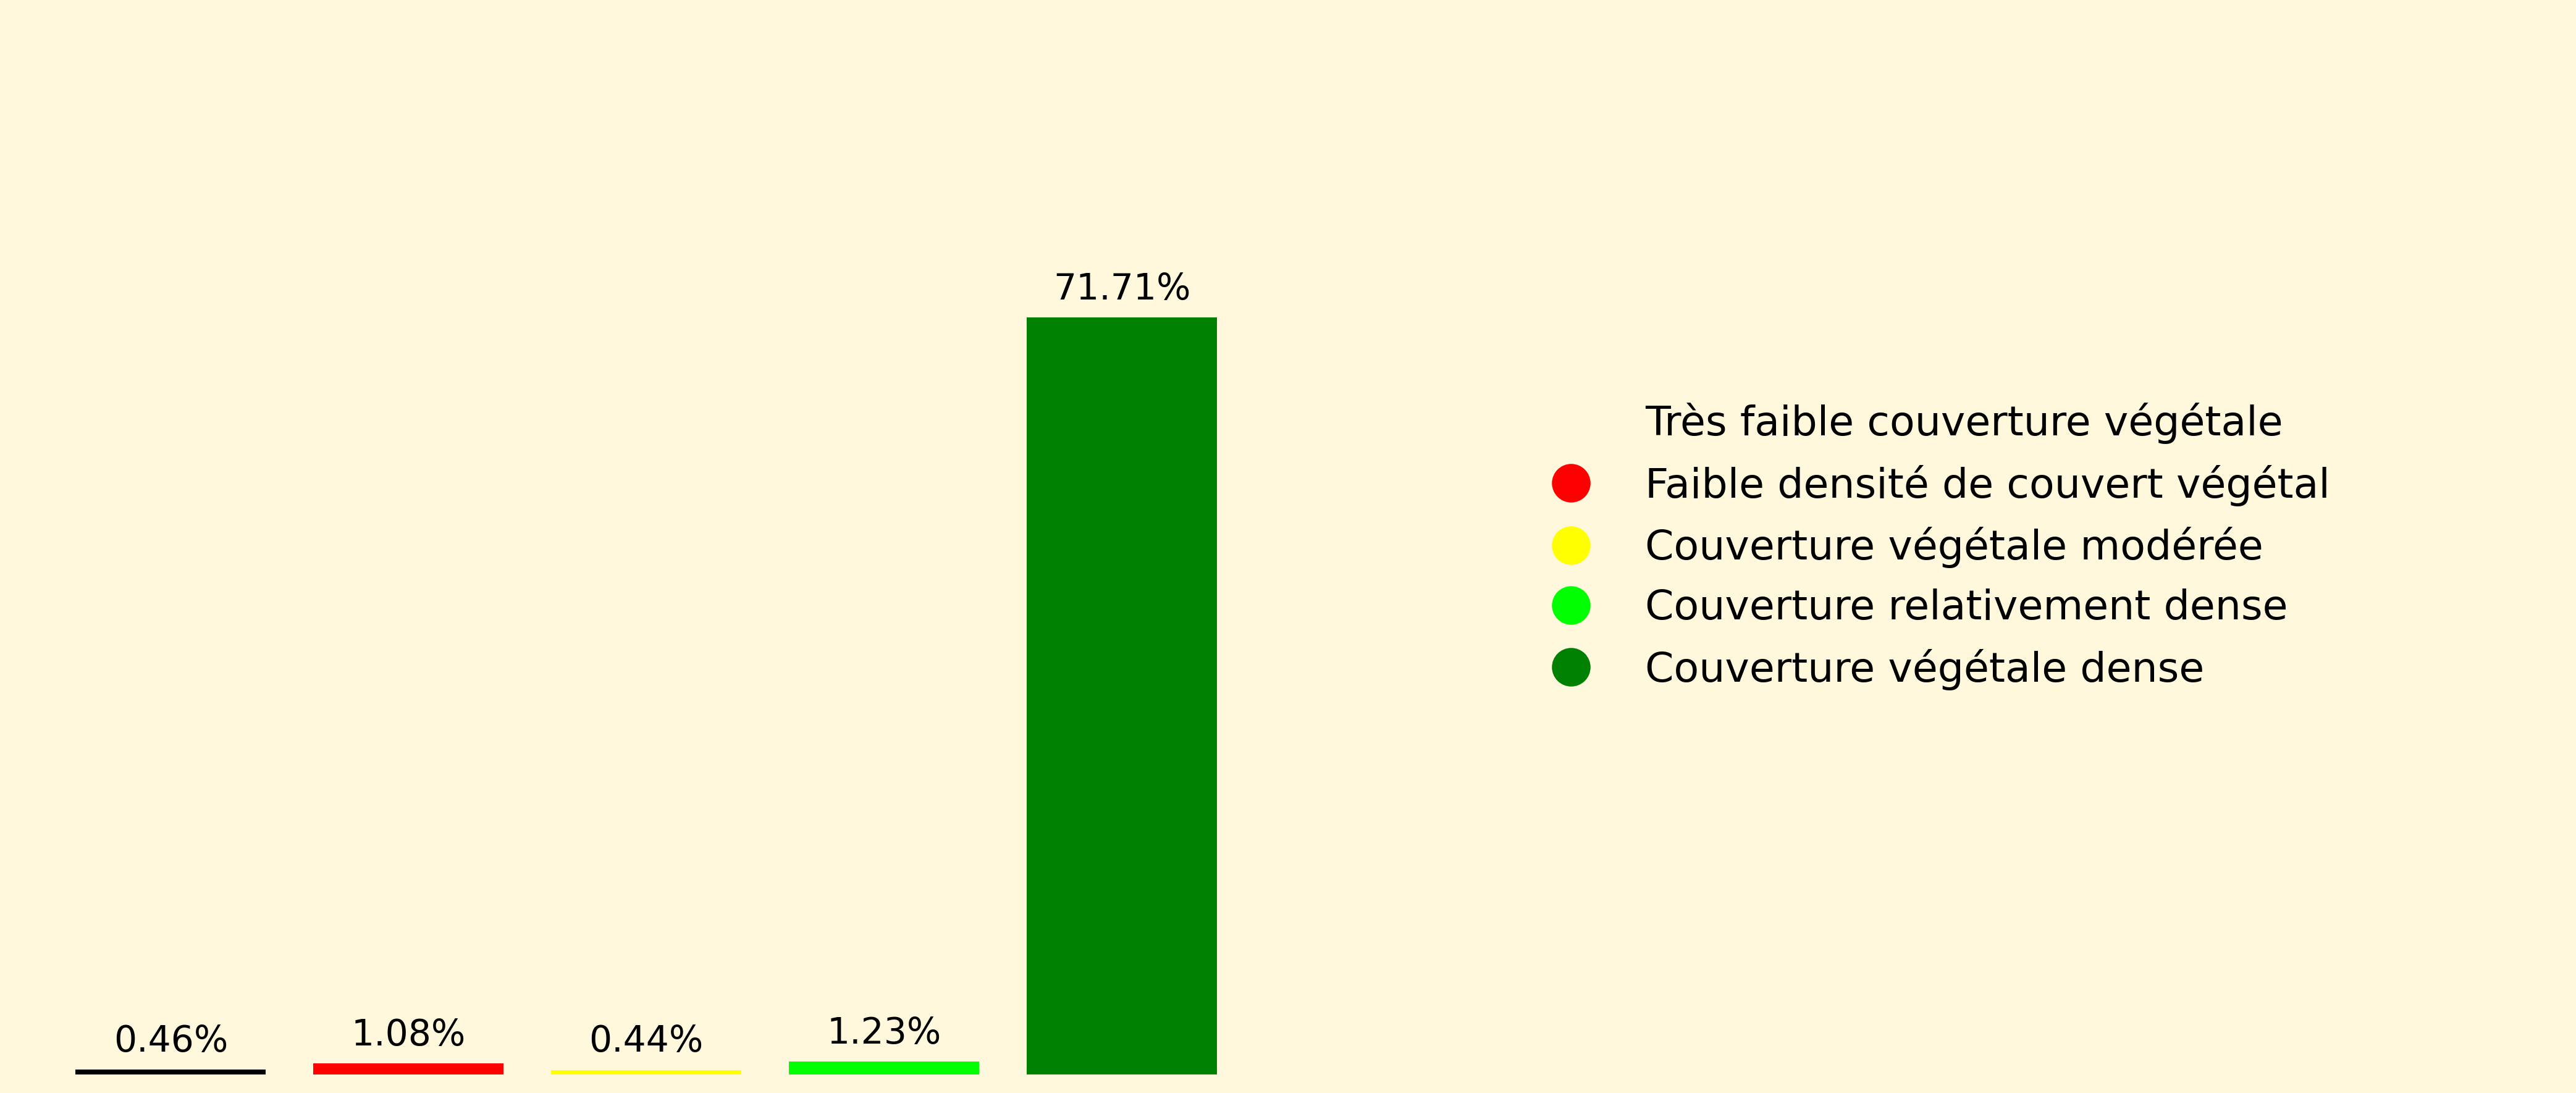 71.71%
0.46%
1.08%
0.44%
1.23%
Très faible couverture végétale
Faible densité de couvert végétal
Couverture végétale modérée
Couverture relativement dense
Couverture végétale dense